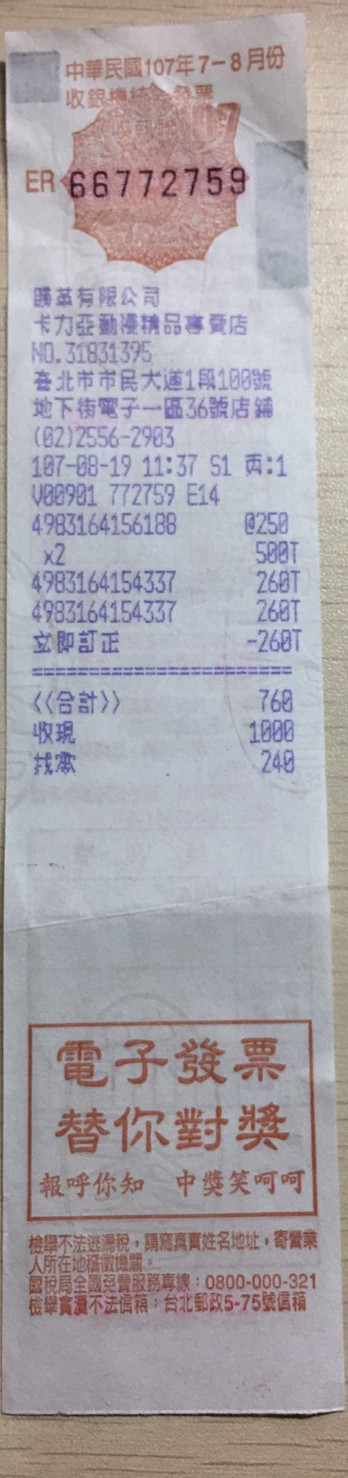 中華民國107年7-8月份
收銀機統一發票
ER 66772759
勝革有限公司
卡力亞動漫精品專賣店
NO.31831395
臺北市市民大道1段100號
地下街電子一區36號店鋪
(02)2556-2903
107-08-19 11:37 S1 頁:1
V00901 772759 E14
4983164156188 @250
x2 500T
4983164154337 260T
4983164154337 260T
立即訂正 -260T
======================
<<合計>> 760
收現 1000
找零 240
電子發票
替你對獎
報呼你知 中獎笑呵呵
檢舉不法逃漏稅，請寫真實姓名地址，寄營業
人所在地稽徵機關。
國稅局全國免費服務專線：0800-000-321
檢舉貪瀆不法信箱：台北郵政5-75號信箱